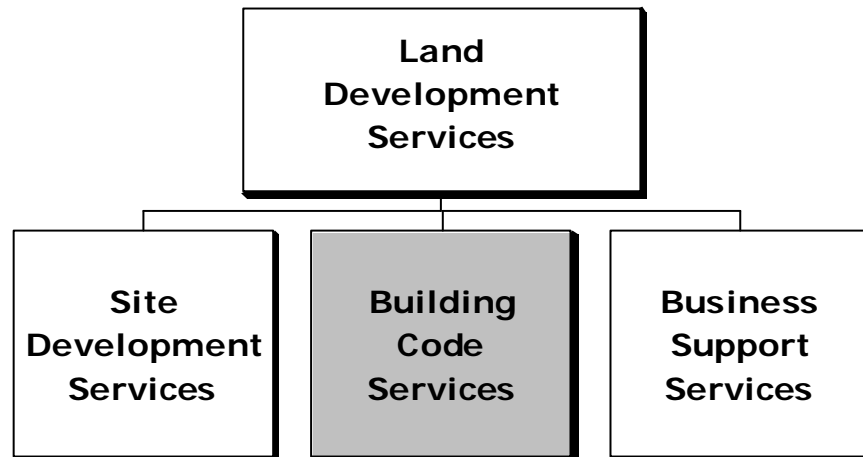 Land
Development
Services
Site
Development
Services
Building
Code
Services
Business
Support
Services